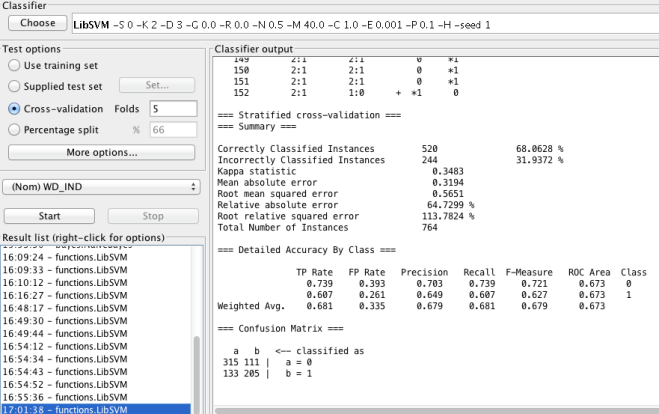 Classifier
Choose LibSVM -S 0 -K 2 -D 3 -G 0.0 -R 0.0 -N 0.5 -M 40.0 -C 1.0 -E 0.001 -P 0.1 -H -seed 1
Test options
Use training set
Supplied test set Set...
Cross-validation Folds 5
Percentage split % 66
More options...
(Nom) WD_IND
Start Stop
Result list (right-click for options)
16:09:24 - functions.LibSVM
16:09:33 - functions.LibSVM
16:10:12 - functions.LibSVM
16:16:27 - functions.LibSVM
16:48:17 - functions.LibSVM
16:49:30 - functions.LibSVM
16:49:44 - functions.LibSVM
16:54:12 - functions.LibSVM
16:54:34 - functions.LibSVM
16:54:43 - functions.LibSVM
16:54:52 - functions.LibSVM
16:55:36 - functions.LibSVM
17:01:38 - functions.LibSVM
Classifier output
149 2:1 2:1 0 *1
150 2:1 2:1 0 *1
151 2:1 2:1 0 *1
152 2:1 1:0 + *1 0
=== Stratified cross-validation ===
=== Summary ===
Correctly Classified Instances 520 68.0628 %
Incorrectly Classified Instances 244 31.9372 %
Kappa statistic 0.3483
Mean absolute error 0.3194
Root mean squared error 0.5651
Relative absolute error 64.7299 %
Root relative squared error 113.7824 %
Total Number of Instances 764
=== Detailed Accuracy By Class ===
TP Rate FP Rate Precision Recall F-Measure ROC Area Class
0.739 0.393 0.703 0.739 0.721 0.673 0
0.607 0.261 0.649 0.607 0.627 0.673 1
Weighted Avg. 0.681 0.335 0.679 0.681 0.679 0.673
=== Confusion Matrix ===
a b <-- classified as
315 111 | a = 0
133 205 | b = 1